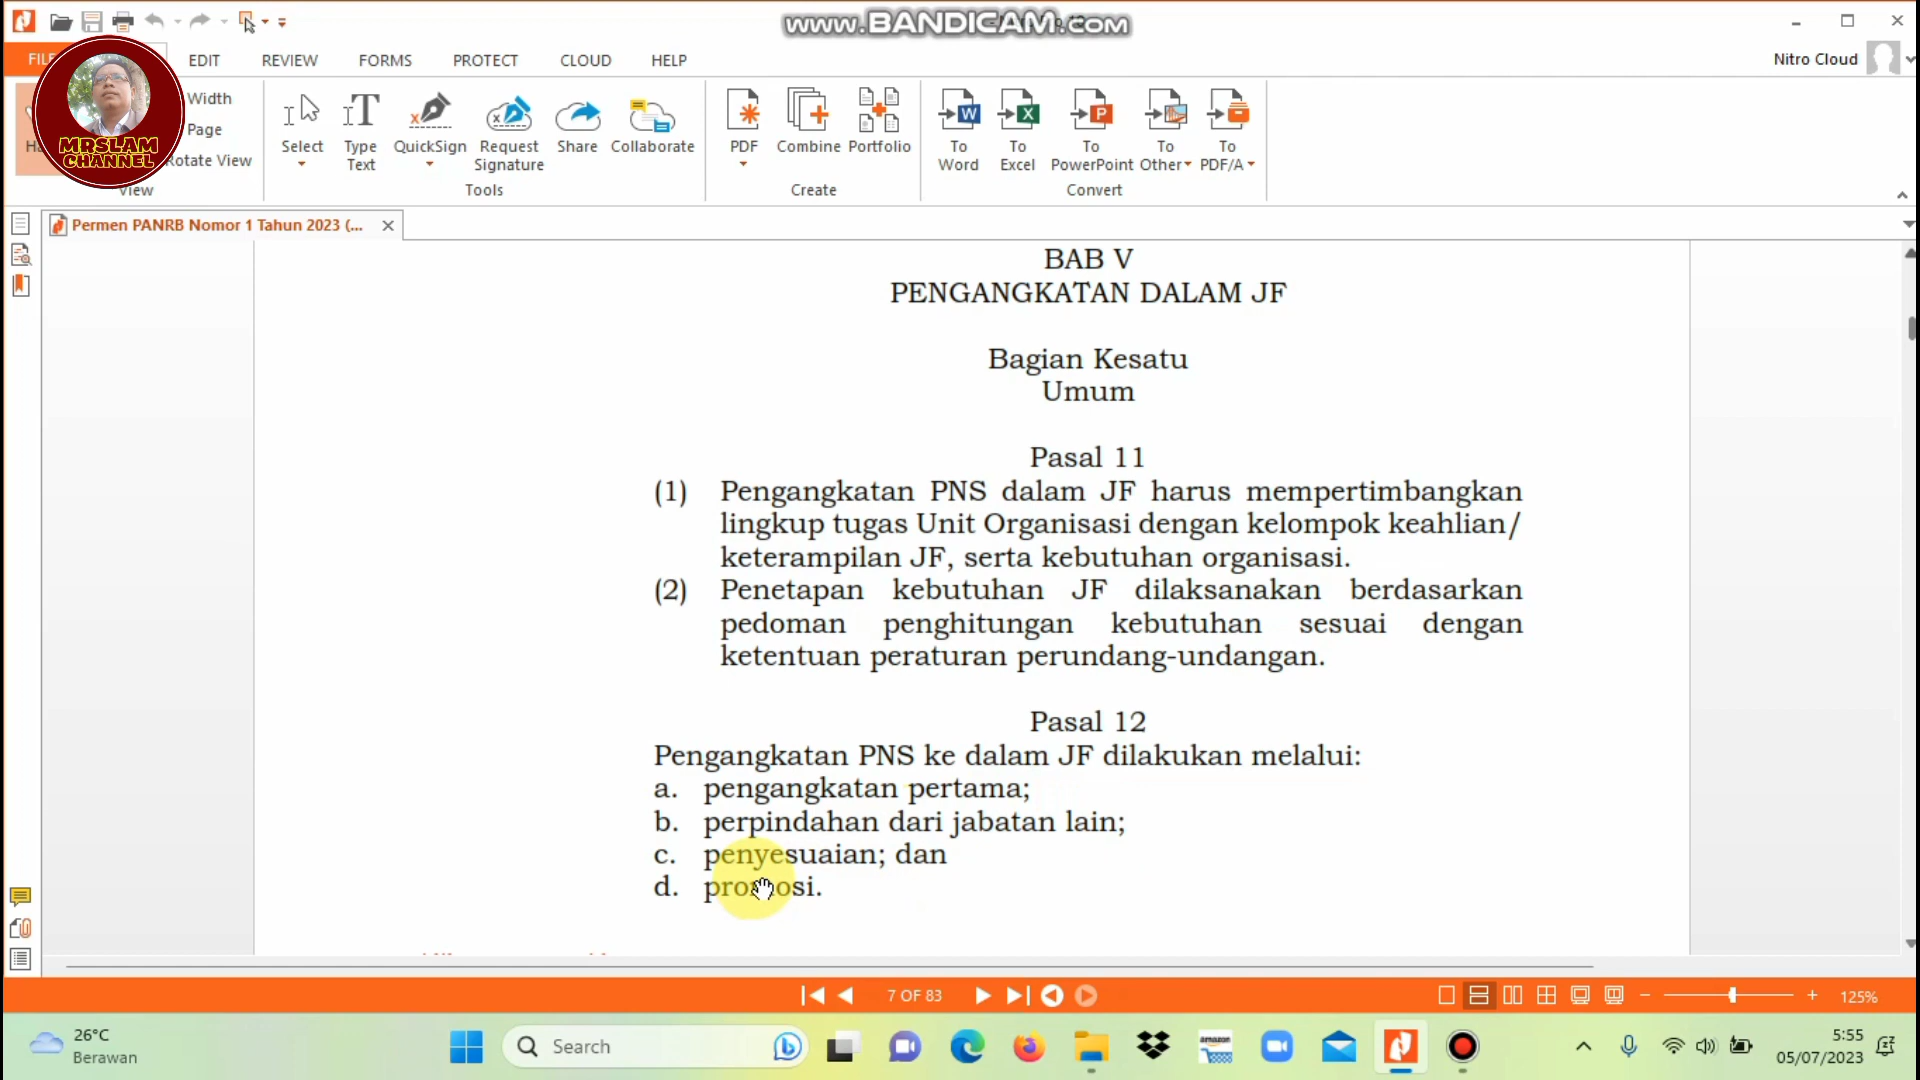 www.BANDICAM.com
FILE
EDIT
REVIEW
FORMS
PROTECT
CLOUD
HELP
Nitro Cloud
MRSLAM
CHANNEL
Width
Page
Rotate View
View
Select
Type
Text
QuickSign
Request
Signature
Share
Collaborate
Tools
PDF
Combine
Portfolio
Create
To
Word
To
Excel
To
PowerPoint
To
Other
To
PDF/A
Convert
Permen PANRB Nomor 1 Tahun 2023 (...
BAB V
PENGANGKATAN DALAM JF
Bagian Kesatu
Umum
Pasal 11
(1) Pengangkatan PNS dalam JF harus mempertimbangkan
lingkup tugas Unit Organisasi dengan kelompok keahlian/
keterampilan JF, serta kebutuhan organisasi.
(2) Penetapan kebutuhan JF dilaksanakan berdasarkan
pedoman penghitungan kebutuhan sesuai dengan
ketentuan peraturan perundang-undangan.
Pasal 12
Pengangkatan PNS ke dalam JF dilakukan melalui:
a. pengangkatan pertama;
b. perpindahan dari jabatan lain;
c. penyesuaian; dan
d. promosi.
7 OF 83
125%
26°C
Berawan
Search
amazon
5:55
05/07/2023